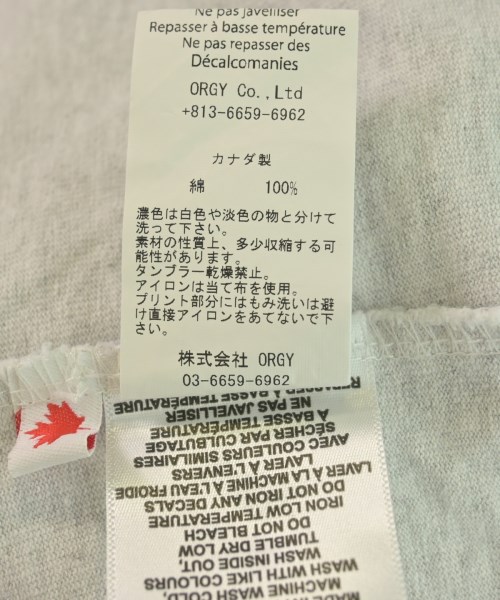 Ne pas javelliser
Repasser à basse température
Ne pas repasser des
Décalcomanies
ORGY Co.,Ltd
+813-6659-6962
カナダ製
綿 100%
濃色は白色や淡色の物と分けて
洗って下さい。
素材の性質上、多少収縮する可
能性があります。
タンブラー乾燥禁止。
アイロンは当て布を使用。
プリント部分にはもみ洗いは避
け直接アイロンをあてないで下さ
い。
株式会社 ORGY
03-6659-6962
MACHINE WASH COLD,
WASH WITH LIKE COLOURS
WASH INSIDE OUT
TUMBLE DRY LOW
DO NOT BLEACH
IRON LOW TEMPERATURE
DO NOT IRON ANY DECALS
LAVER A LA MACHINE A L'EAU FROIDE
LAVER À L'ENVERS
AVEC COULEURS SIMILAIRES
SÉCHER PAR CULBUTAGE
À BASSE TEMPÉRATURE
NE PAS JAVELLISER
REPASSER À BASSE TEMPÉRATURE